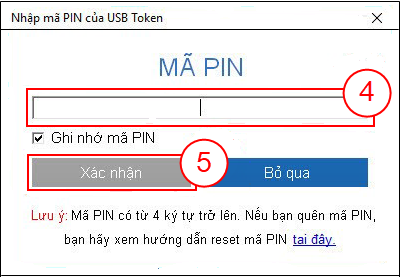 Nhập mã PIN của USB Token
MÃ PIN
4
Ghi nhớ mã PIN
5
Xác nhận Bỏ qua
Lưu ý: Mã PIN có từ 4 ký tự trở lên. Nếu bạn quên mã PIN,
bạn hãy xem hướng dẫn reset mã PIN tại đây.